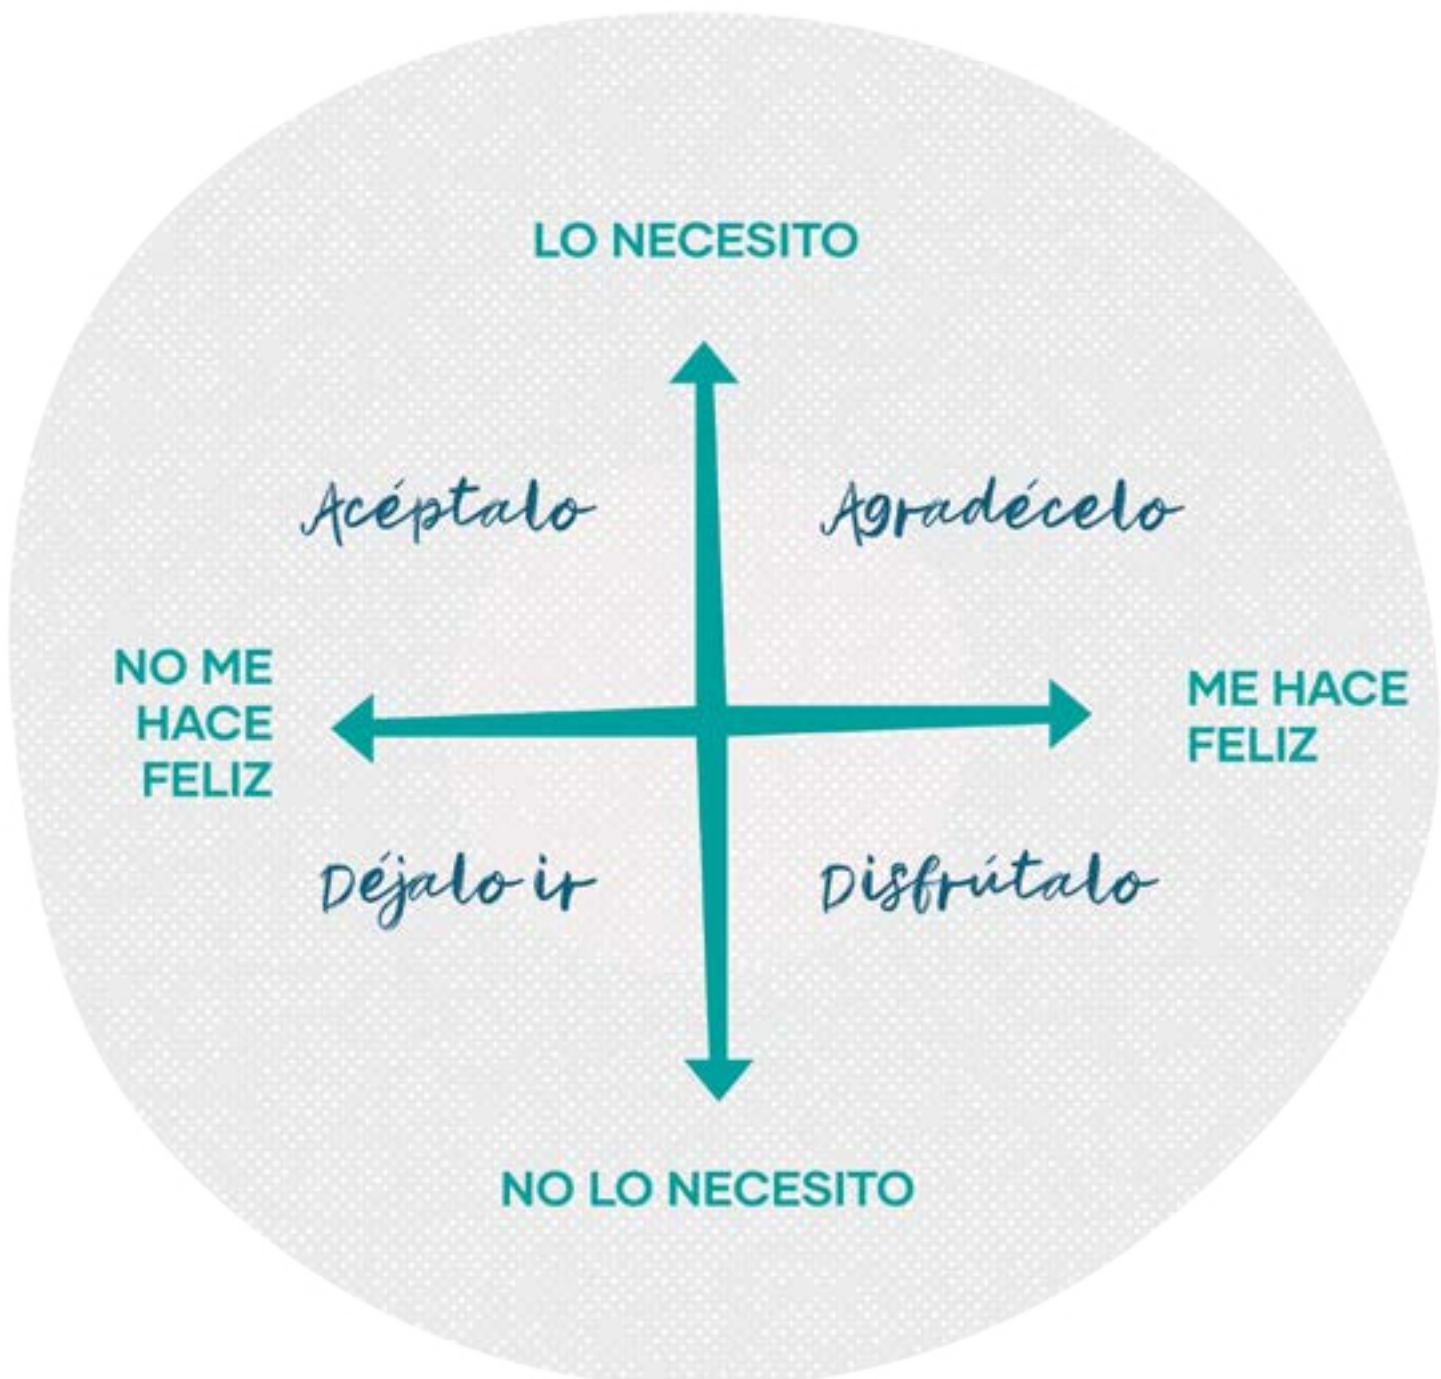 LO NECESITO
Acéptalo
Agradécelo
NO ME
HACE
FELIZ
ME HACE
FELIZ
Déjalo ir
Disfrútalo
NO LO NECESITO